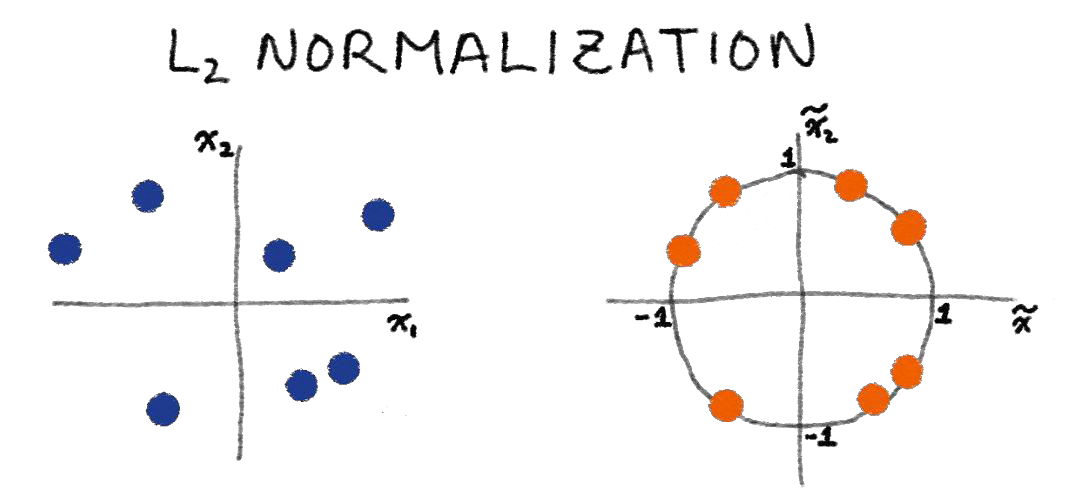 L₂ NORMALIZATION
x₂
x₁
x̃₂
1
-1
1
x̃
-1